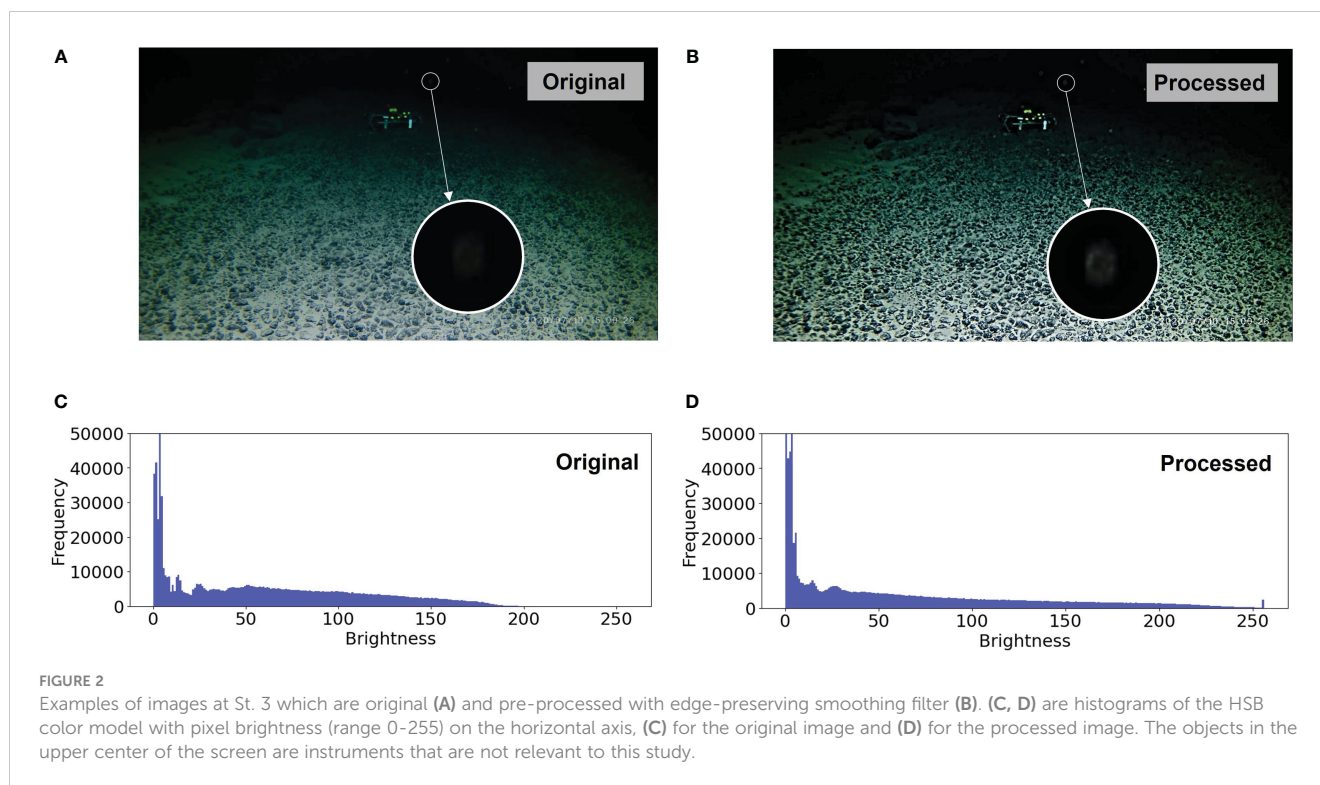 A
Original
B
Processed
C
50000
40000
30000
20000
10000
0
Frequency
Original
0
50
100
150
200
250
Brightness
D
50000
40000
30000
20000
10000
0
Frequency
Processed
0
50
100
150
200
250
Brightness
FIGURE 2
Examples of images at St. 3 which are original (A) and pre-processed with edge-preserving smoothing filter (B). (C, D) are histograms of the HSB
color model with pixel brightness (range 0-255) on the horizontal axis, (C) for the original image and (D) for the processed image. The objects in the
upper center of the screen are instruments that are not relevant to this study.